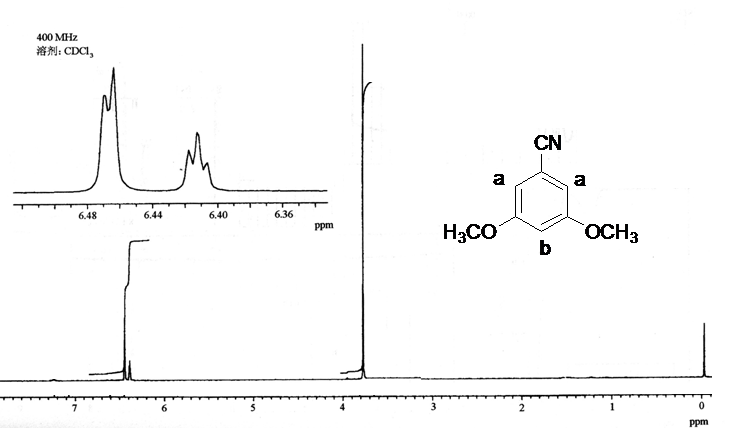 400 MHz
溶剂: CDCl₃
6.48 6.44 6.40 6.36
ppm
CN
a a
H₃CO OCH₃
b
7 6 5 4 3 2 1 0
ppm